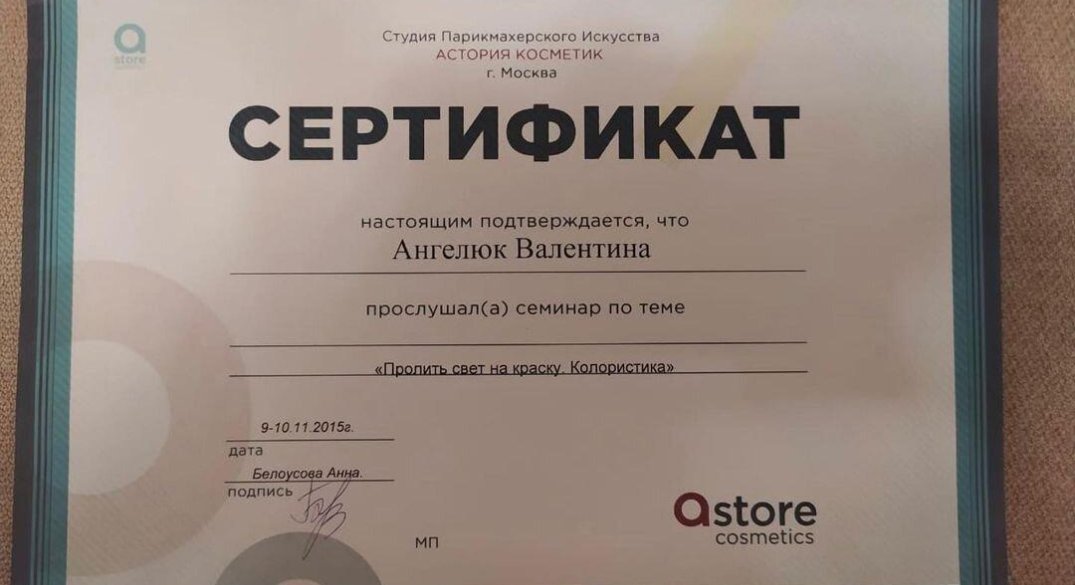 a
store
Студия Парикмахерского Искусства
АСТОРИЯ КОСМЕТИК
г. Москва
СЕРТИФИКАТ
настоящим подтверждается, что
Ангелюк Валентина
прослушал(а) семинар по теме
«Пролить свет на краску. Колористика»
9-10.11.2015г.
дата
Белоусова Анна.
подпись
МП
astore
cosmetics